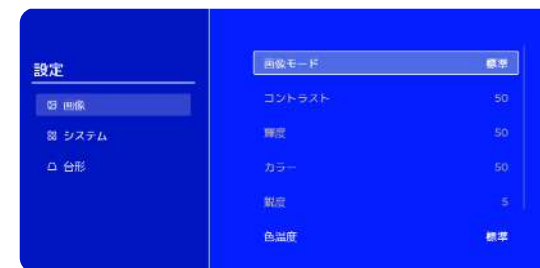 設定
画像
システム
台形
画像モード 標準
コントラスト 50
輝度 50
カラー 50
鋭度 5
色温度 標準